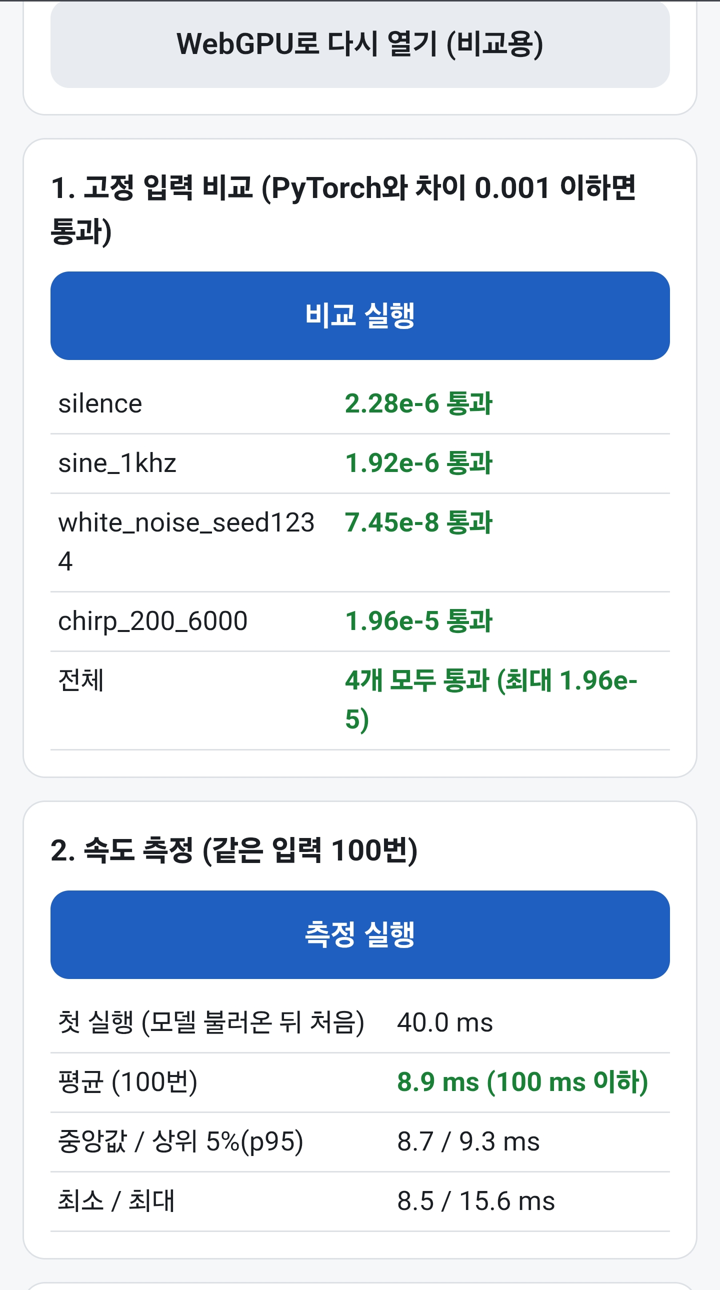 WebGPU로 다시 열기 (비교용)
1. 고정 입력 비교 (PyTorch와 차이 0.001 이하면
통과)
비교 실행
silence 2.28e-6 통과
sine_1khz 1.92e-6 통과
white_noise_seed123 7.45e-8 통과
4
chirp_200_6000 1.96e-5 통과
전체 4개 모두 통과 (최대 1.96e-
5)
2. 속도 측정 (같은 입력 100번)
측정 실행
첫 실행 (모델 불러온 뒤 처음) 40.0 ms
평균 (100번) 8.9 ms (100 ms 이하)
중앙값 / 상위 5%(p95) 8.7 / 9.3 ms
최소 / 최대 8.5 / 15.6 ms